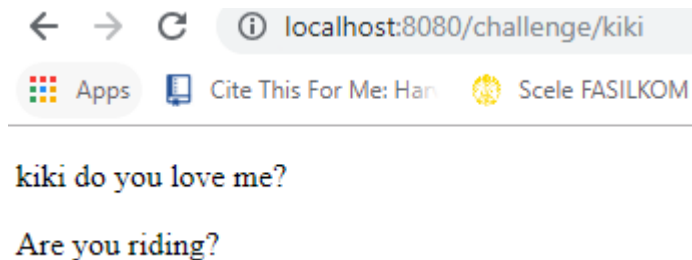 localhost:8080/challenge/kiki
Apps Cite This For Me: Har Scele FASILKOM
kiki do you love me?
Are you riding?